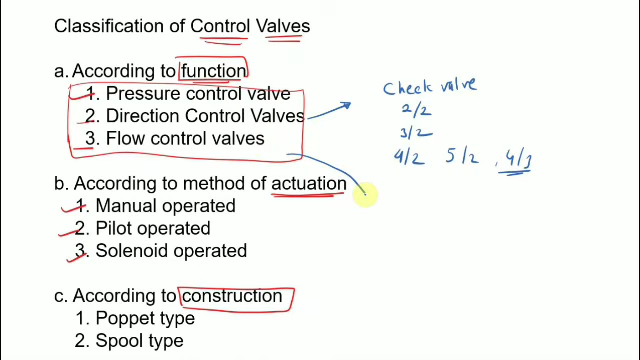 Classification of Control Valves
a. According to function
1. Pressure control valve
2. Direction Control Valves
3. Flow control valves
Check valve
2/2
3/2
4/2 5/2 , 4/3
b. According to method of actuation
1. Manual operated
2. Pilot operated
3. Solenoid operated
c. According to construction
1. Poppet type
2. Spool type